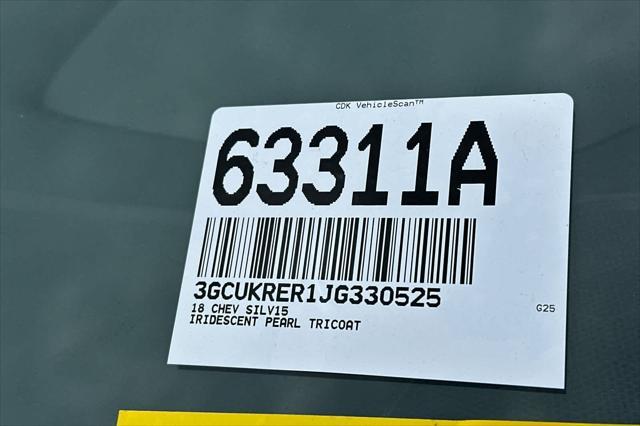 CDK VehicleScan™
63311A
3GCUKRER1JG330525
18 CHEV SILV15
G25
IRIDESCENT PEARL TRICOAT